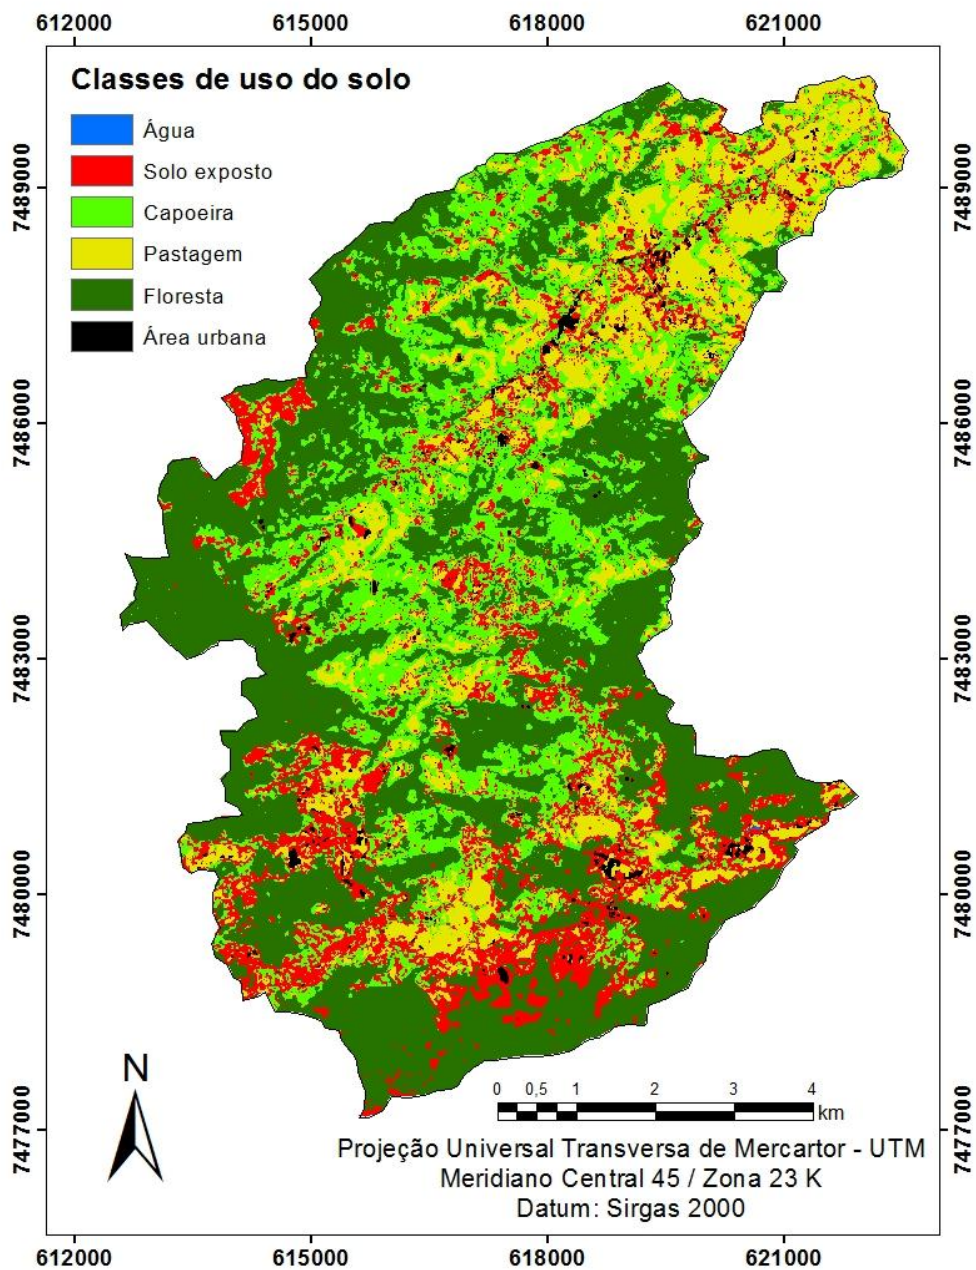 612000 615000 618000 621000
Classes de uso do solo
Água
Solo exposto
Capoeira
Pastagem
Floresta
Área urbana
7489000 7489000
7486000 7486000
7483000 7483000
7480000 7480000
7477000 7477000
N
0 0,5 1 2 3 4
km
Projeção Universal Transversa de Mercartor - UTM
Meridiano Central 45 / Zona 23 K
Datum: Sirgas 2000
612000 615000 618000 621000